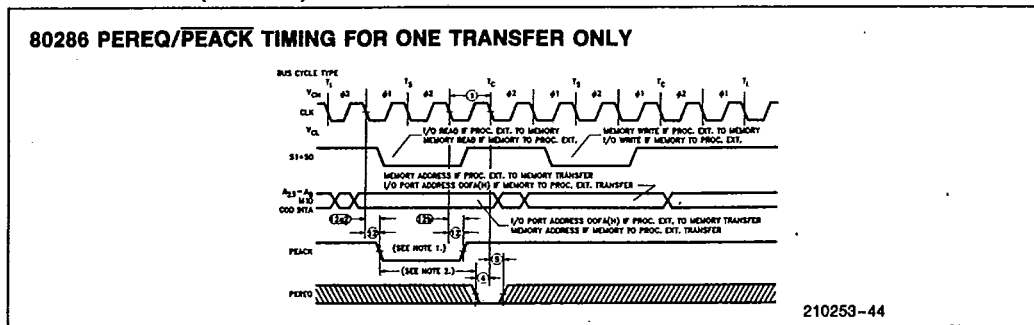 80286 PEREQ/PEACK TIMING FOR ONE TRANSFER ONLY
BUS CYCLE TYPE
TI TS TC TS TC TI
VCH ϕ2 ϕ1 ϕ2 ① ϕ2 ϕ1 ϕ2 ϕ1 ϕ2 ϕ1
CLK
VCL
I/O READ IF PROC. EXT. TO MEMORY MEMORY WRITE IF PROC. EXT. TO MEMORY
MEMORY READ IF MEMORY TO PROC. EXT. I/O WRITE IF MEMORY TO PROC. EXT.
S1•S0
MEMORY ADDRESS IF PROC. EXT. TO MEMORY TRANSFER
I/O PORT ADDRESS 00FA(H) IF MEMORY TO PROC. EXT. TRANSFER
A23–A0
M/IO
COD INTA
I/O PORT ADDRESS 00FA(H) IF PROC. EXT. TO MEMORY TRANSFER
MEMORY ADDRESS IF MEMORY TO PROC. EXT. TRANSFER
PEACK
(SEE NOTE 1.)
(SEE NOTE 2.)
④ ⑤
PEREQ
210253-44